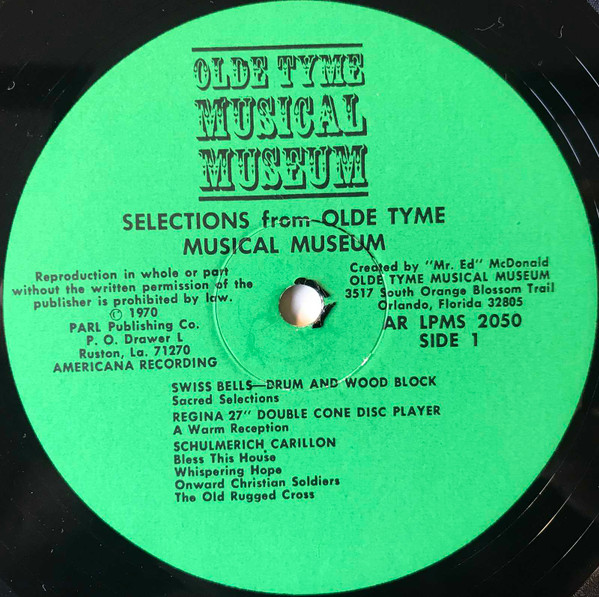 OLDE TYME
MUSICAL
MUSEUM
SELECTIONS from OLDE TYME
MUSICAL MUSEUM
Reproduction in whole or part
without the written permission of the
publisher is prohibited by law.
© 1970
PARL Publishing Co.
P. O. Drawer L
Ruston, La. 71270
AMERICANA RECORDING
Created by "Mr. Ed" McDonald
OLDE TYME MUSICAL MUSEUM
3517 South Orange Blossom Trail
Orlando, Florida 32805
AR LPMS 2050
SIDE 1
SWISS BELLS—DRUM AND WOOD BLOCK
Sacred Selections
REGINA 27" DOUBLE CONE DISC PLAYER
A Warm Reception
SCHULMERICH CARILLON
Bless This House
Whispering Hope
Onward Christian Soldiers
The Old Rugged Cross